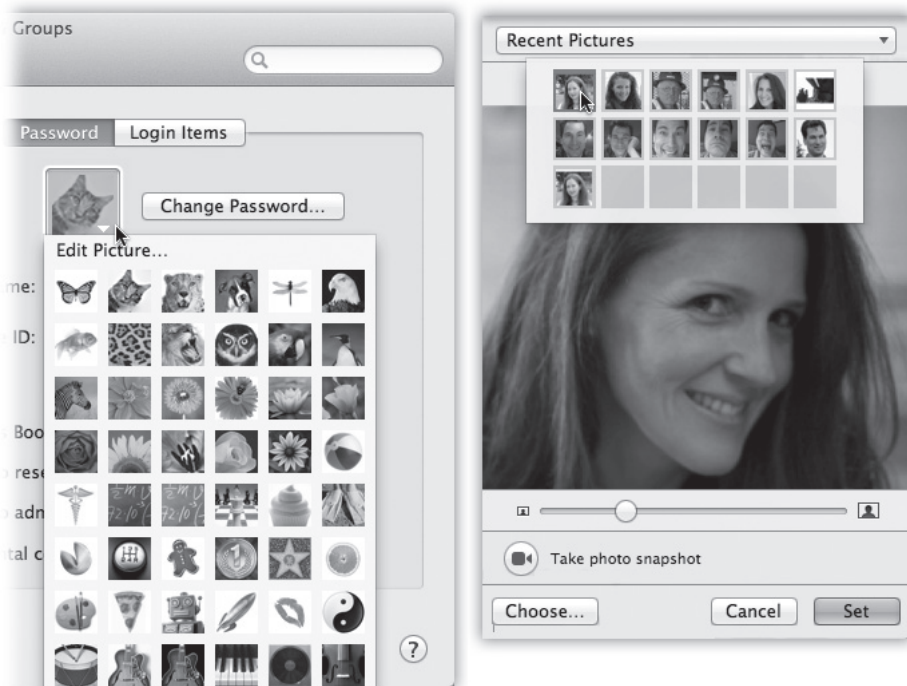 Groups
Password
Login Items
Change Password...
Edit Picture...
me:
ID:
Boo
rese
adn
tal c
?
Recent Pictures
Take photo snapshot
Choose...
Cancel
Set